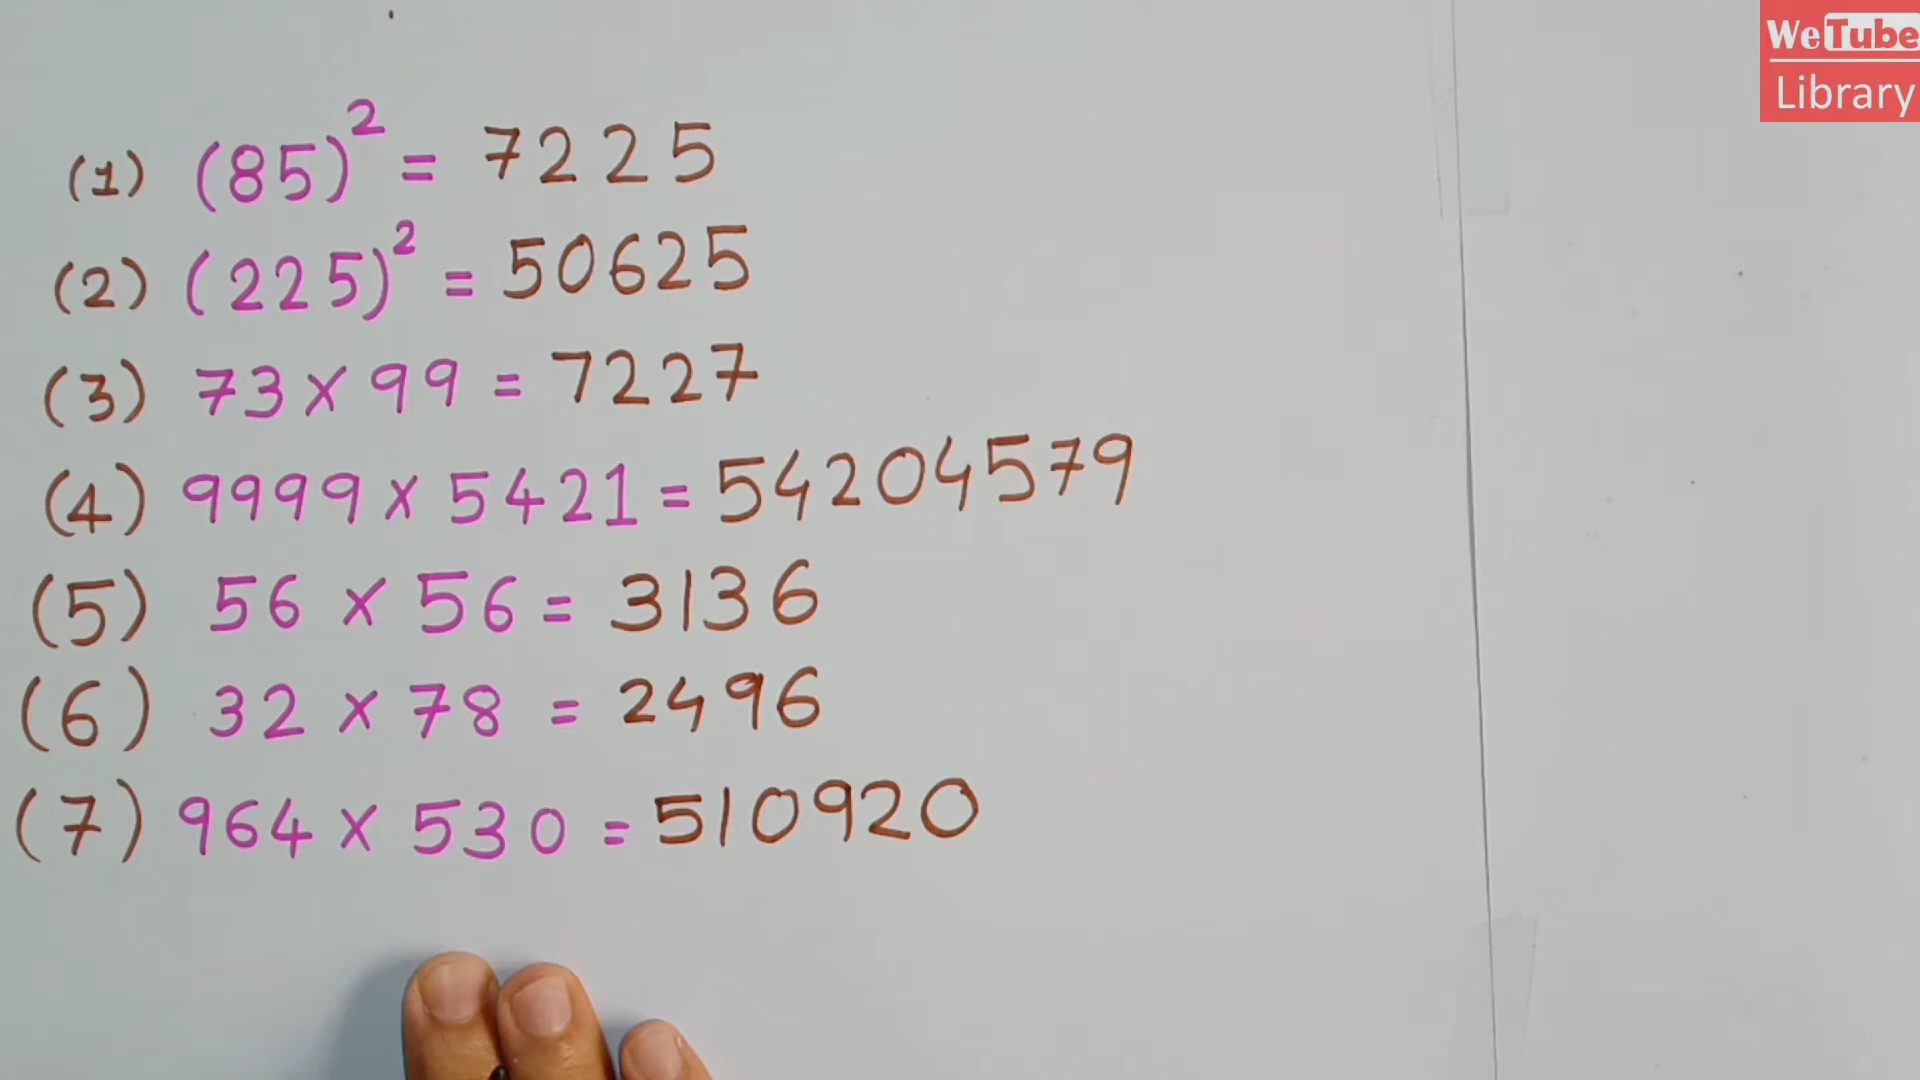 WeTube
Library
(1) (85)² = 7225
(2) (225)² = 50625
(3) 73 × 99 = 7227
(4) 9999 × 5421 = 54204579
(5) 56 × 56 = 3136
(6) 32 × 78 = 2496
(7) 964 × 530 = 510920